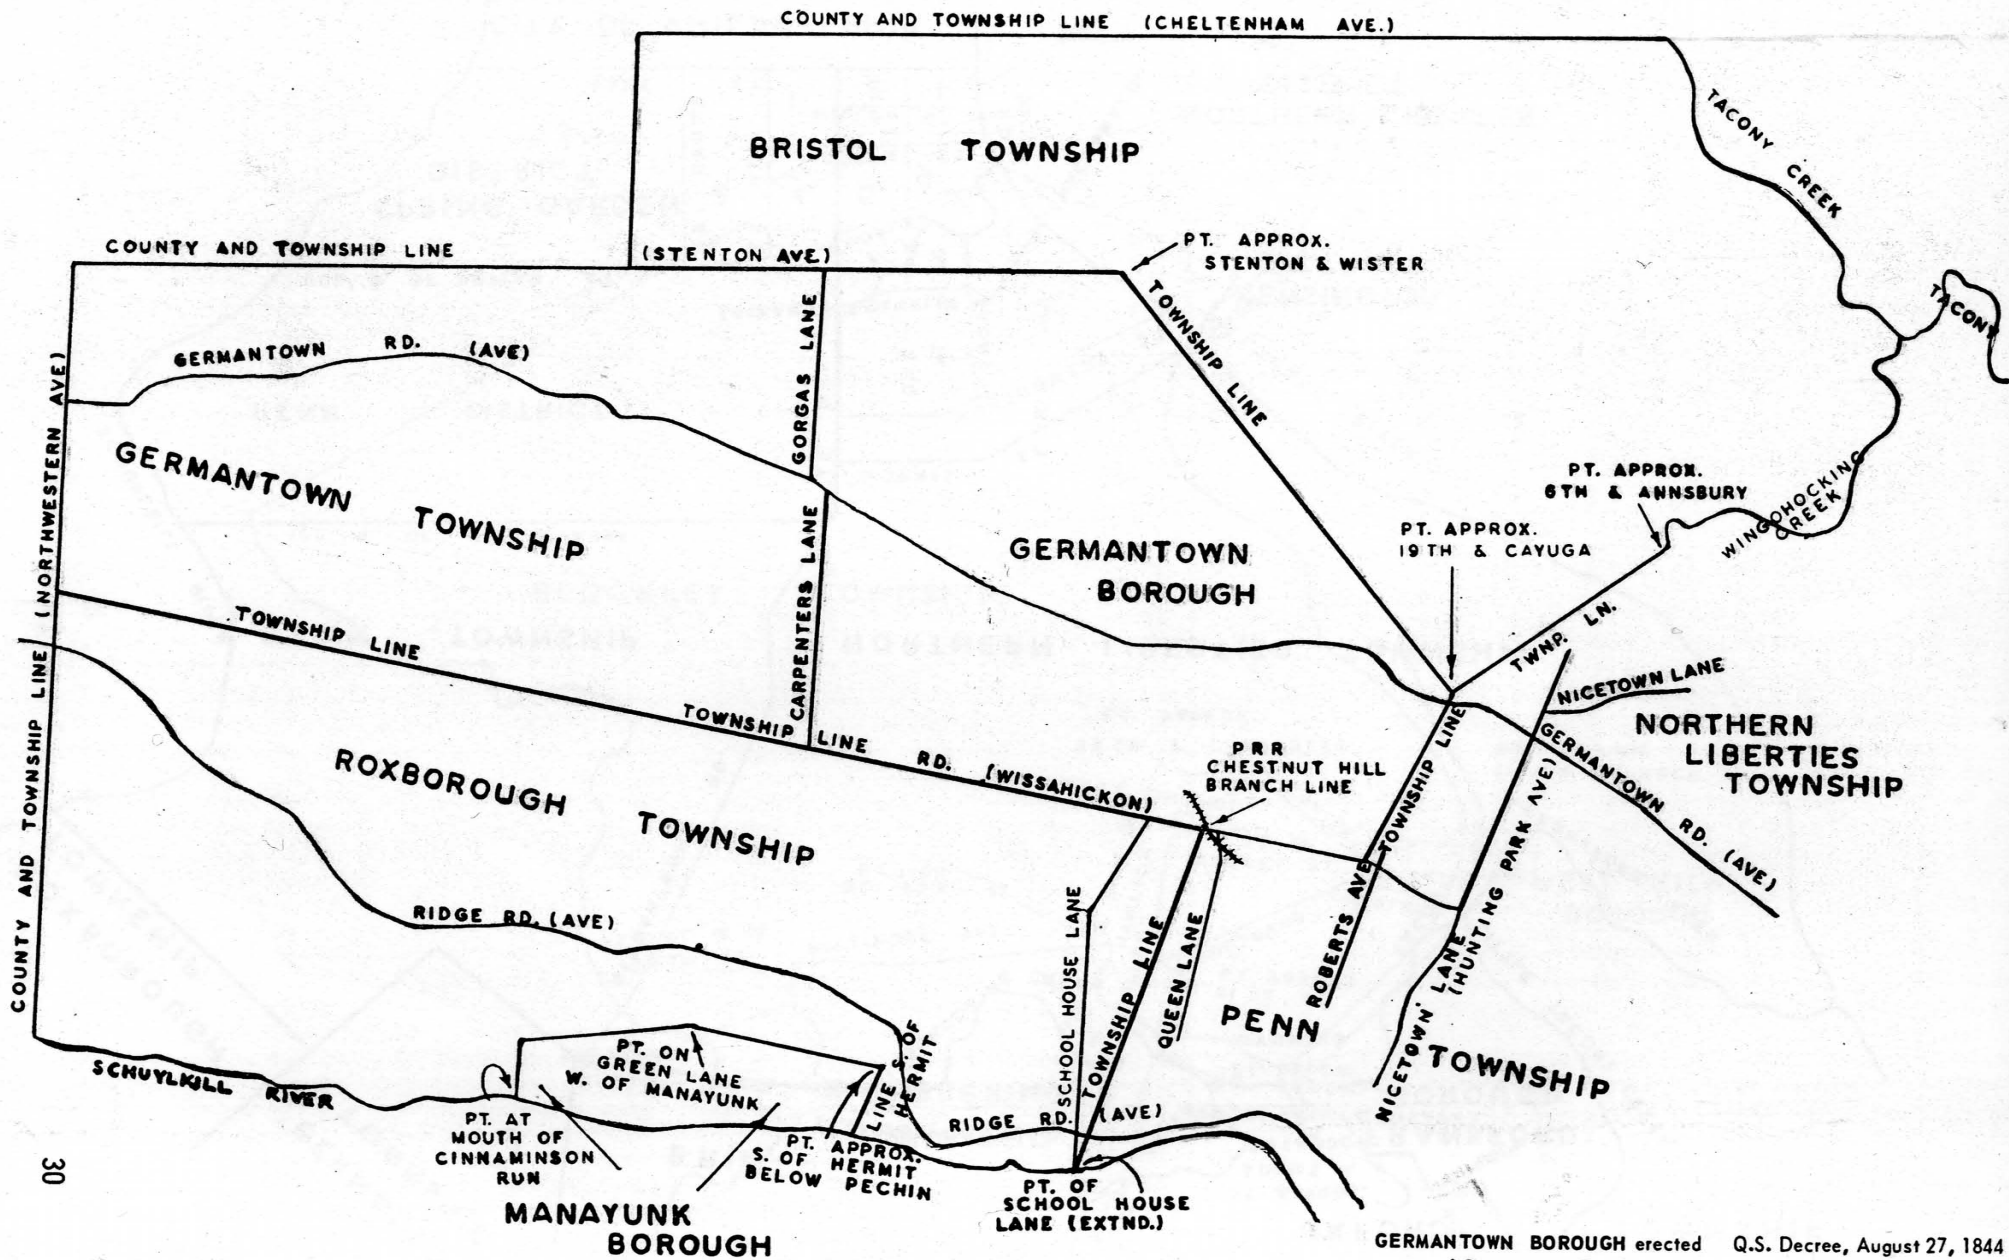 COUNTY AND TOWNSHIP LINE (CHELTENHAM AVE.)
TACONY CREEK
BRISTOL TOWNSHIP
COUNTY AND TOWNSHIP LINE (STENTON AVE.)
PT. APPROX.
STENTON & WISTER
TOWNSHIP LINE
TACONY
GERMANTOWN RD. (AVE)
GORGAS LANE
COUNTY AND TOWNSHIP LINE (NORTHWESTERN AVE)
GERMANTOWN TOWNSHIP
PT. APPROX.
6TH & ANNSBURY
WINGOHOCKING
CREEK
PT. APPROX.
19TH & CAYUGA
GERMANTOWN
BOROUGH
CARPENTERS LANE
TOWNSHIP LINE
TWNP. LN.
NICETOWN LANE
NORTHERN
LIBERTIES
TOWNSHIP
TOWNSHIP LINE RD. (WISSAHICKON)
PRR
CHESTNUT HILL
BRANCH LINE
TOWNSHIP LINE
GERMANTOWN RD. (AVE)
ROXBOROUGH TOWNSHIP
ROBERTS AVE
NICETOWN LANE
(HUNTING PARK AVE)
RIDGE RD. (AVE)
SCHOOL HOUSE LANE
TOWNSHIP LINE
QUEEN LANE
PENN TOWNSHIP
LINE S. OF
HERMIT
PT. ON
GREEN LANE
W. OF MANAYUNK
SCHUYLKILL RIVER
RIDGE RD. (AVE)
PT. AT
MOUTH OF
CINNAMINSON
RUN
PT. APPROX.
S. OF HERMIT
BELOW PECHIN
PT. OF
SCHOOL HOUSE
LANE (EXTND.)
30
MANAYUNK
BOROUGH
GERMANTOWN BOROUGH erected Q.S. Decree, August 27, 1844